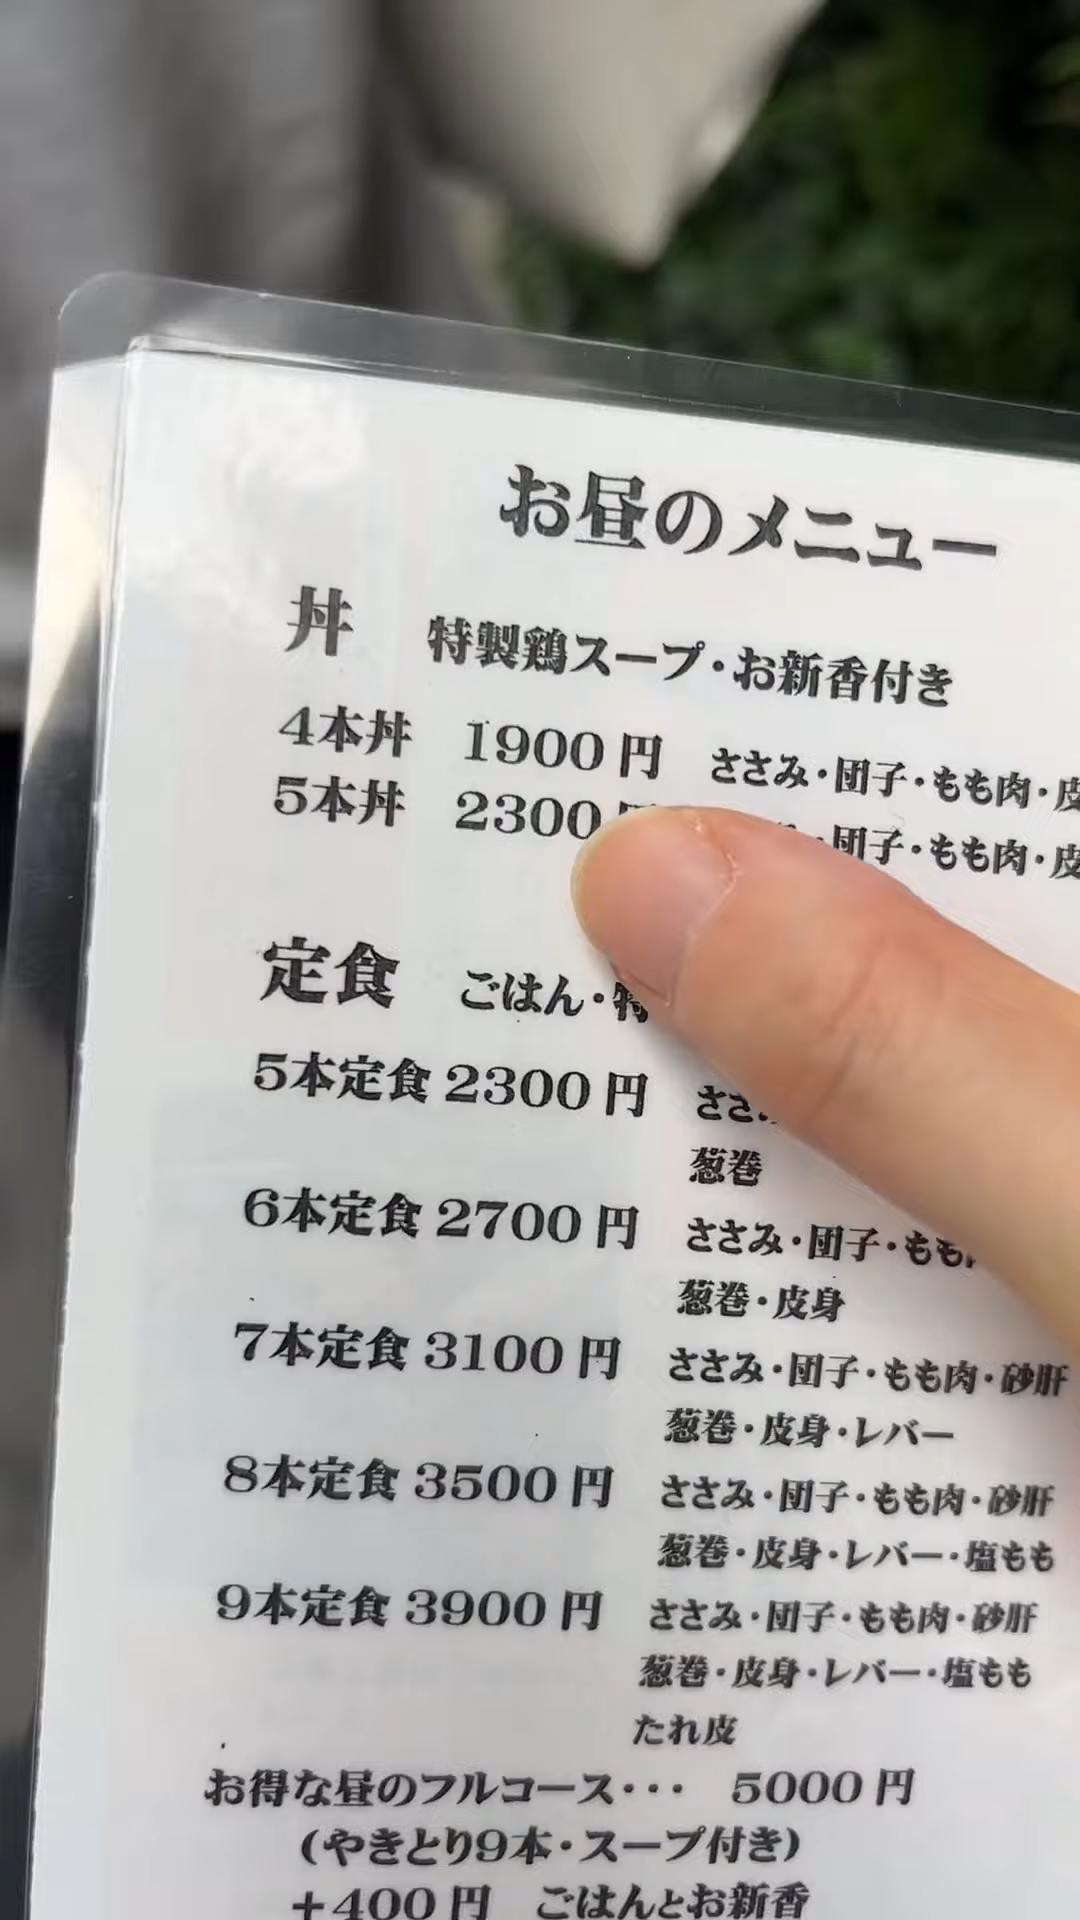 お昼のメニュー
丼 特製鶏スープ・お新香付き
4本丼 1900円 ささみ・団子・もも肉・皮
5本丼 2300 団子・もも肉・皮
定食 ごはん・特
5本定食 2300円 ささ
葱巻
6本定食 2700円 ささみ・団子・もも
葱巻・皮身
7本定食 3100円 ささみ・団子・もも肉・砂肝
葱巻・皮身・レバー
8本定食 3500円 ささみ・団子・もも肉・砂肝
葱巻・皮身・レバー・塩もも
9本定食 3900円 ささみ・団子・もも肉・砂肝
葱巻・皮身・レバー・塩もも
たれ皮
お得な昼のフルコース・・・ 5000円
(やきとり9本・スープ付き)
+400円 ごはんとお新香